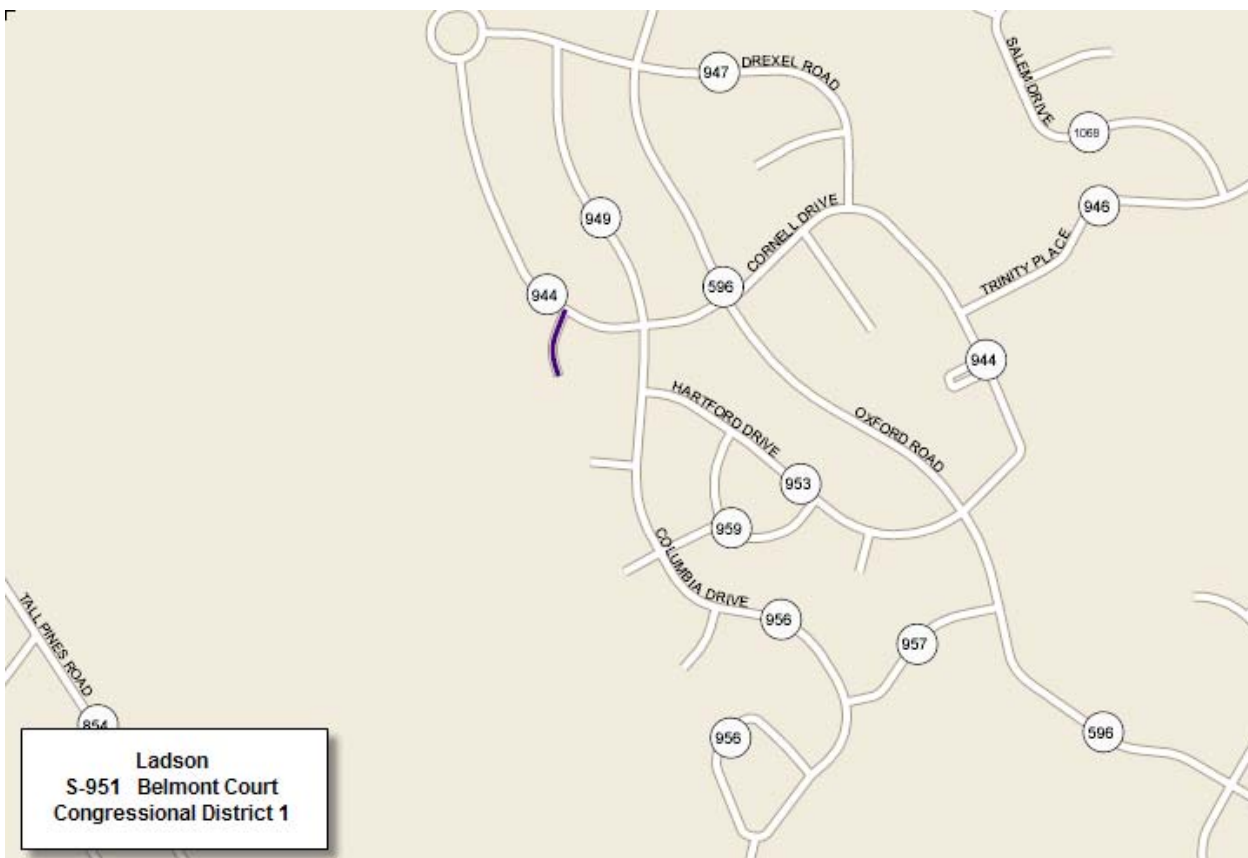 947
DREXEL ROAD
SALEM DRIVE
1068
949
CORNELL DRIVE
946
TRINITY PLACE
944
596
944
HARTFORD DRIVE
OXFORD ROAD
953
959
COLUMBIA DRIVE
956
957
TALL PINES ROAD
854
956
596
Ladson
S-951 Belmont Court
Congressional District 1